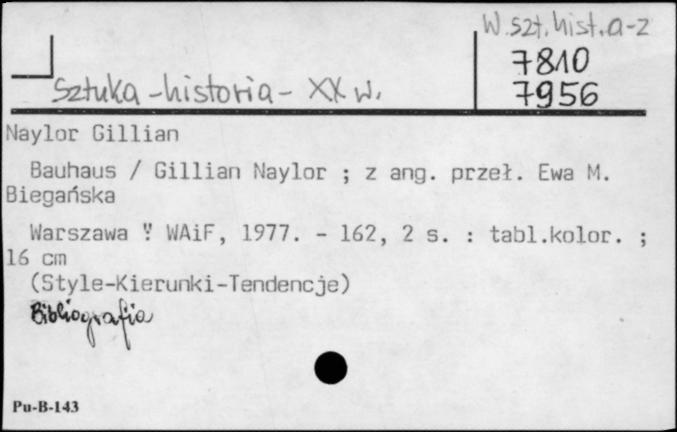 W.szt.hist.a-z
7810
7956
Sztuka-historia- XX w.
Naylor Gillian
Bauhaus / Gillian Naylor ; z ang. przeł. Ewa M.
Biegańska
Warszawa : WAiF, 1977. - 162, 2 s. : tabl.kolor. ;
16 cm
(Style-Kierunki-Tendencje)
Bibliografia
Pu-B-143